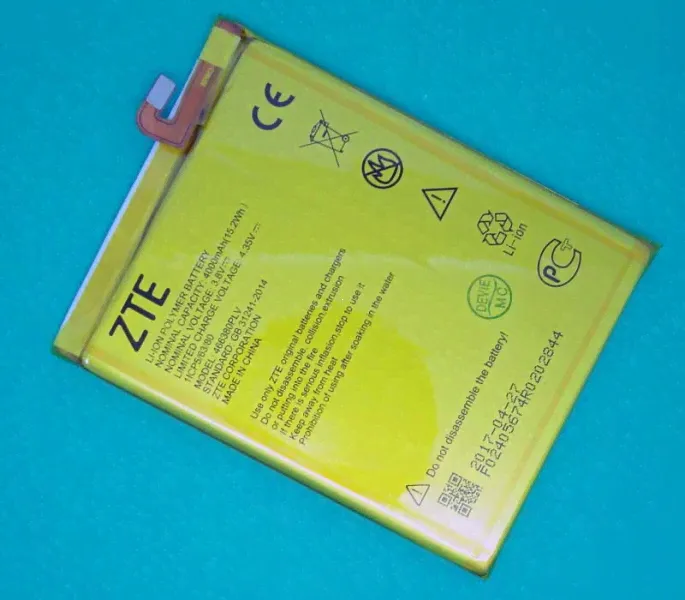 ZTE
LI-ION POLYMER BATTERY
NOMINAL CAPACITY: 4000mAh(15.2Wh)
NOMINAL VOLTAGE: 3.8V
LIMITED CHARGE VOLTAGE: 4.35V
1ICP5/63/80
MODEL: 466380PLV
STANDARD: GB 31241-2014
ZTE CORPORATION
MADE IN CHINA
Use only ZTE original batteries and chargers
Do not disassemble, collision,extrusion
or putting into the fire
If there is serious inflation,stop to use it
Keep away from heat
Prohibition of using after soaking in the water
CE
Li-ion
DEVIE
MC
PCT
Do not disassemble the battery!
2017-04-27
F02405674R0202844